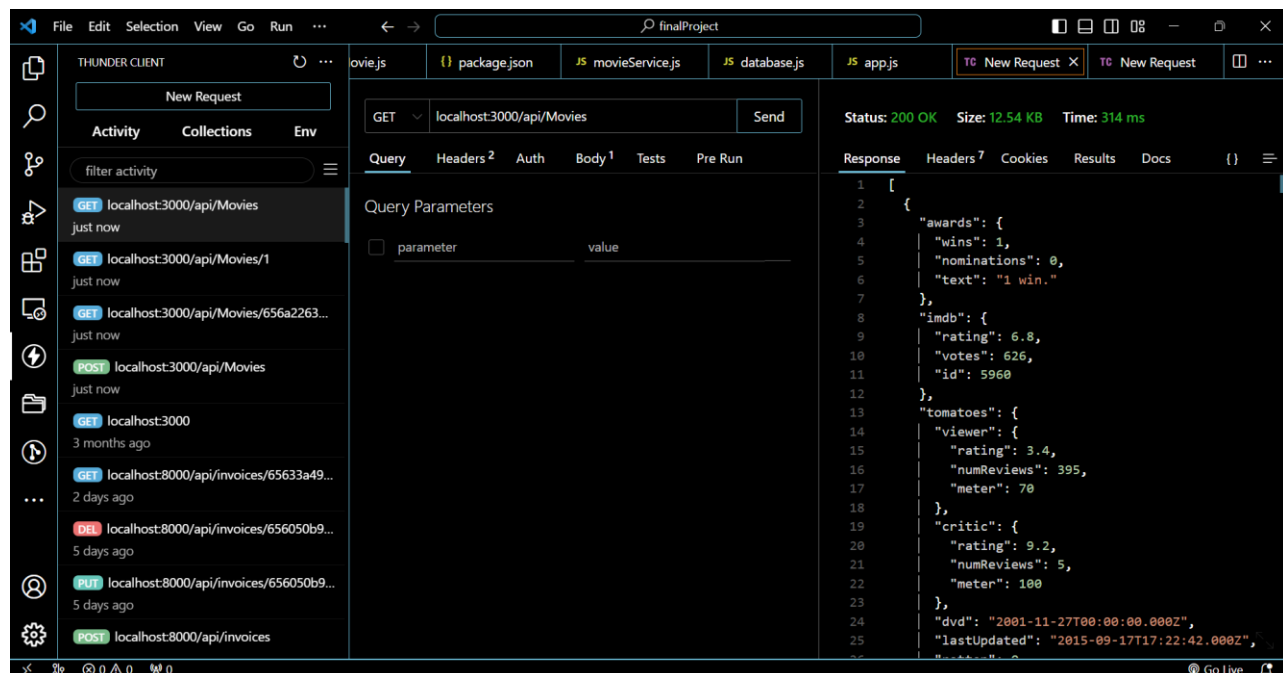 File Edit Selection View Go Run ··· finalProject
THUNDER CLIENT
New Request
Activity Collections Env
filter activity
GET localhost:3000/api/Movies
just now
GET localhost:3000/api/Movies/1
just now
GET localhost:3000/api/Movies/656a2263...
just now
POST localhost:3000/api/Movies
just now
GET localhost:3000
3 months ago
GET localhost:8000/api/invoices/65633a49...
2 days ago
DEL localhost:8000/api/invoices/656050b9...
5 days ago
PUT localhost:8000/api/invoices/656050b9...
5 days ago
POST localhost:8000/api/invoices
ovie.js {} package.json JS movieService.js JS database.js JS app.js TC New Request TC New Request
GET localhost:3000/api/Movies Send
Query Headers 2 Auth Body 1 Tests Pre Run
Query Parameters
parameter value
Status: 200 OK Size: 12.54 KB Time: 314 ms
Response Headers 7 Cookies Results Docs {}
1 [
2 {
3 "awards": {
4 "wins": 1,
5 "nominations": 0,
6 "text": "1 win."
7 },
8 "imdb": {
9 "rating": 6.8,
10 "votes": 626,
11 "id": 5960
12 },
13 "tomatoes": {
14 "viewer": {
15 "rating": 3.4,
16 "numReviews": 395,
17 "meter": 70
18 },
19 "critic": {
20 "rating": 9.2,
21 "numReviews": 5,
22 "meter": 100
23 },
24 "dvd": "2001-11-27T00:00:00.000Z",
25 "lastUpdated": "2015-09-17T17:22:42.000Z",
0 0 0 Go Live